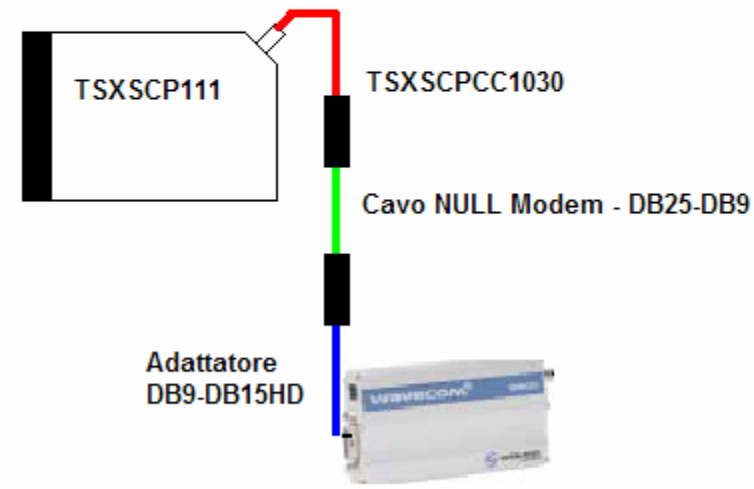 TSXSCP111
TSXSCPCC1030
Cavo NULL Modem - DB25-DB9
Adattatore
DB9-DB15HD
wavecom